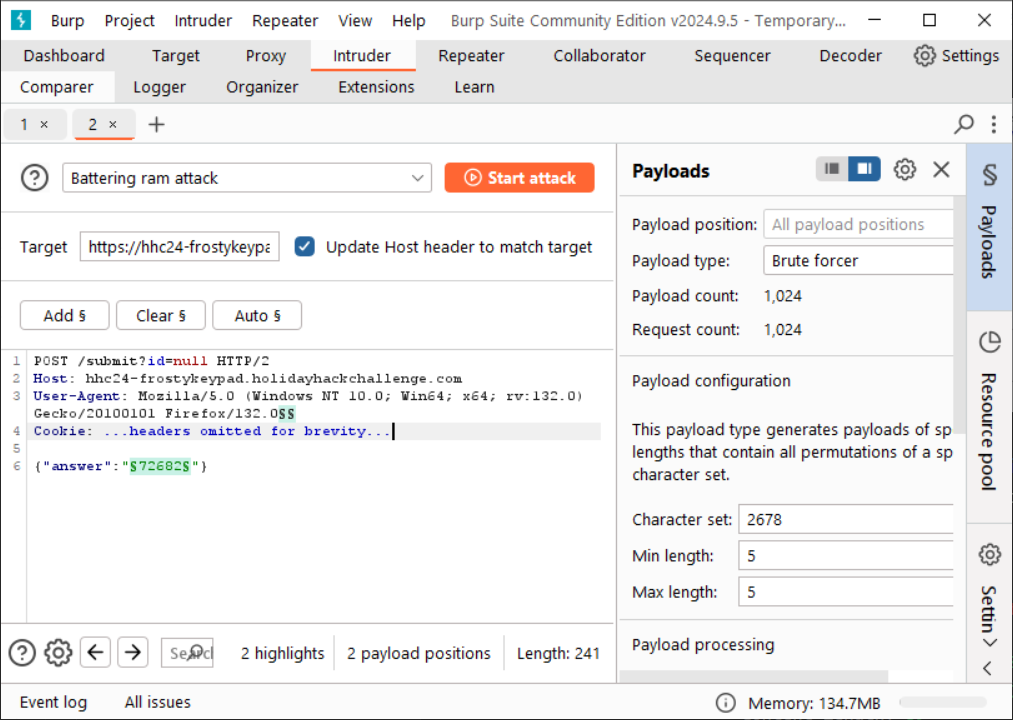 Burp Project Intruder Repeater View Help Burp Suite Community Edition v2024.9.5 - Temporary...
Dashboard Target Proxy Intruder Repeater Collaborator Sequencer Decoder Settings
Comparer Logger Organizer Extensions Learn
1 × 2 × +
Battering ram attack Start attack
Target https://hhc24-frostykeypa Update Host header to match target
Add § Clear § Auto §
1 POST /submit?id=null HTTP/2
2 Host: hhc24-frostykeypad.holidayhackchallenge.com
3 User-Agent: Mozilla/5.0 (Windows NT 10.0; Win64; x64; rv:132.0)
Gecko/20100101 Firefox/132.0§§
4 Cookie: ...headers omitted for brevity...
5
6 {"answer":"§72682§"}
Search 2 highlights 2 payload positions Length: 241
Payloads
Payload position: All payload positions
Payload type: Brute forcer
Payload count: 1,024
Request count: 1,024
Payload configuration
This payload type generates payloads of sp
lengths that contain all permutations of a sp
character set.
Character set: 2678
Min length: 5
Max length: 5
Payload processing
§ Payloads
Resource pool
Settin
Event log All issues Memory: 134.7MB